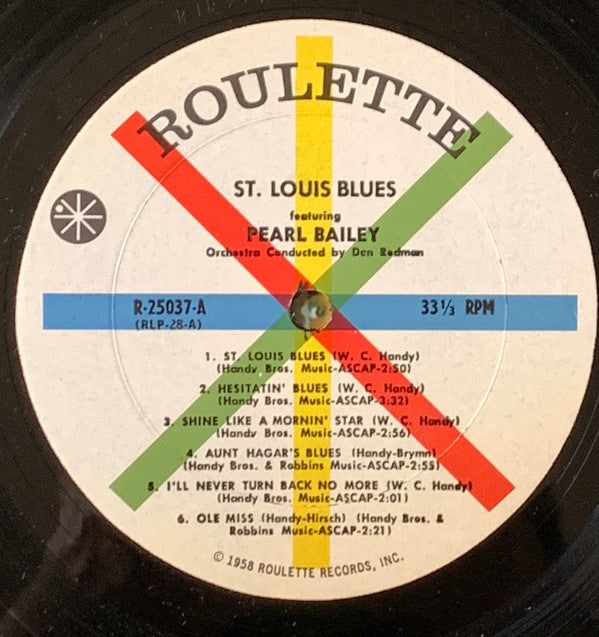 ROULETTE
ST. LOUIS BLUES
featuring
PEARL BAILEY
Orchestra Conducted by Don Redman
R-25037-A 33⅓ RPM
(RLP-28-A)
1. ST. LOUIS BLUES (W. C. Handy)
(Handy Bros. Music-ASCAP-2:50)
2. HESITATIN' BLUES (W. C. Handy)
(Handy Bros. Music-ASCAP-3:32)
3. SHINE LIKE A MORNIN' STAR (W. C. Handy)
(Handy Bros. Music-ASCAP-2:56)
4. AUNT HAGAR'S BLUES (Handy-Brymn)
(Handy Bros. & Robbins Music-ASCAP-2:55)
5. I'LL NEVER TURN BACK NO MORE (W. C. Handy)
(Handy Bros. Music-ASCAP-2:01)
6. OLE MISS (Handy-Hirsch) (Handy Bros. &
Robbins Music-ASCAP-2:21)
© 1958 ROULETTE RECORDS, INC.